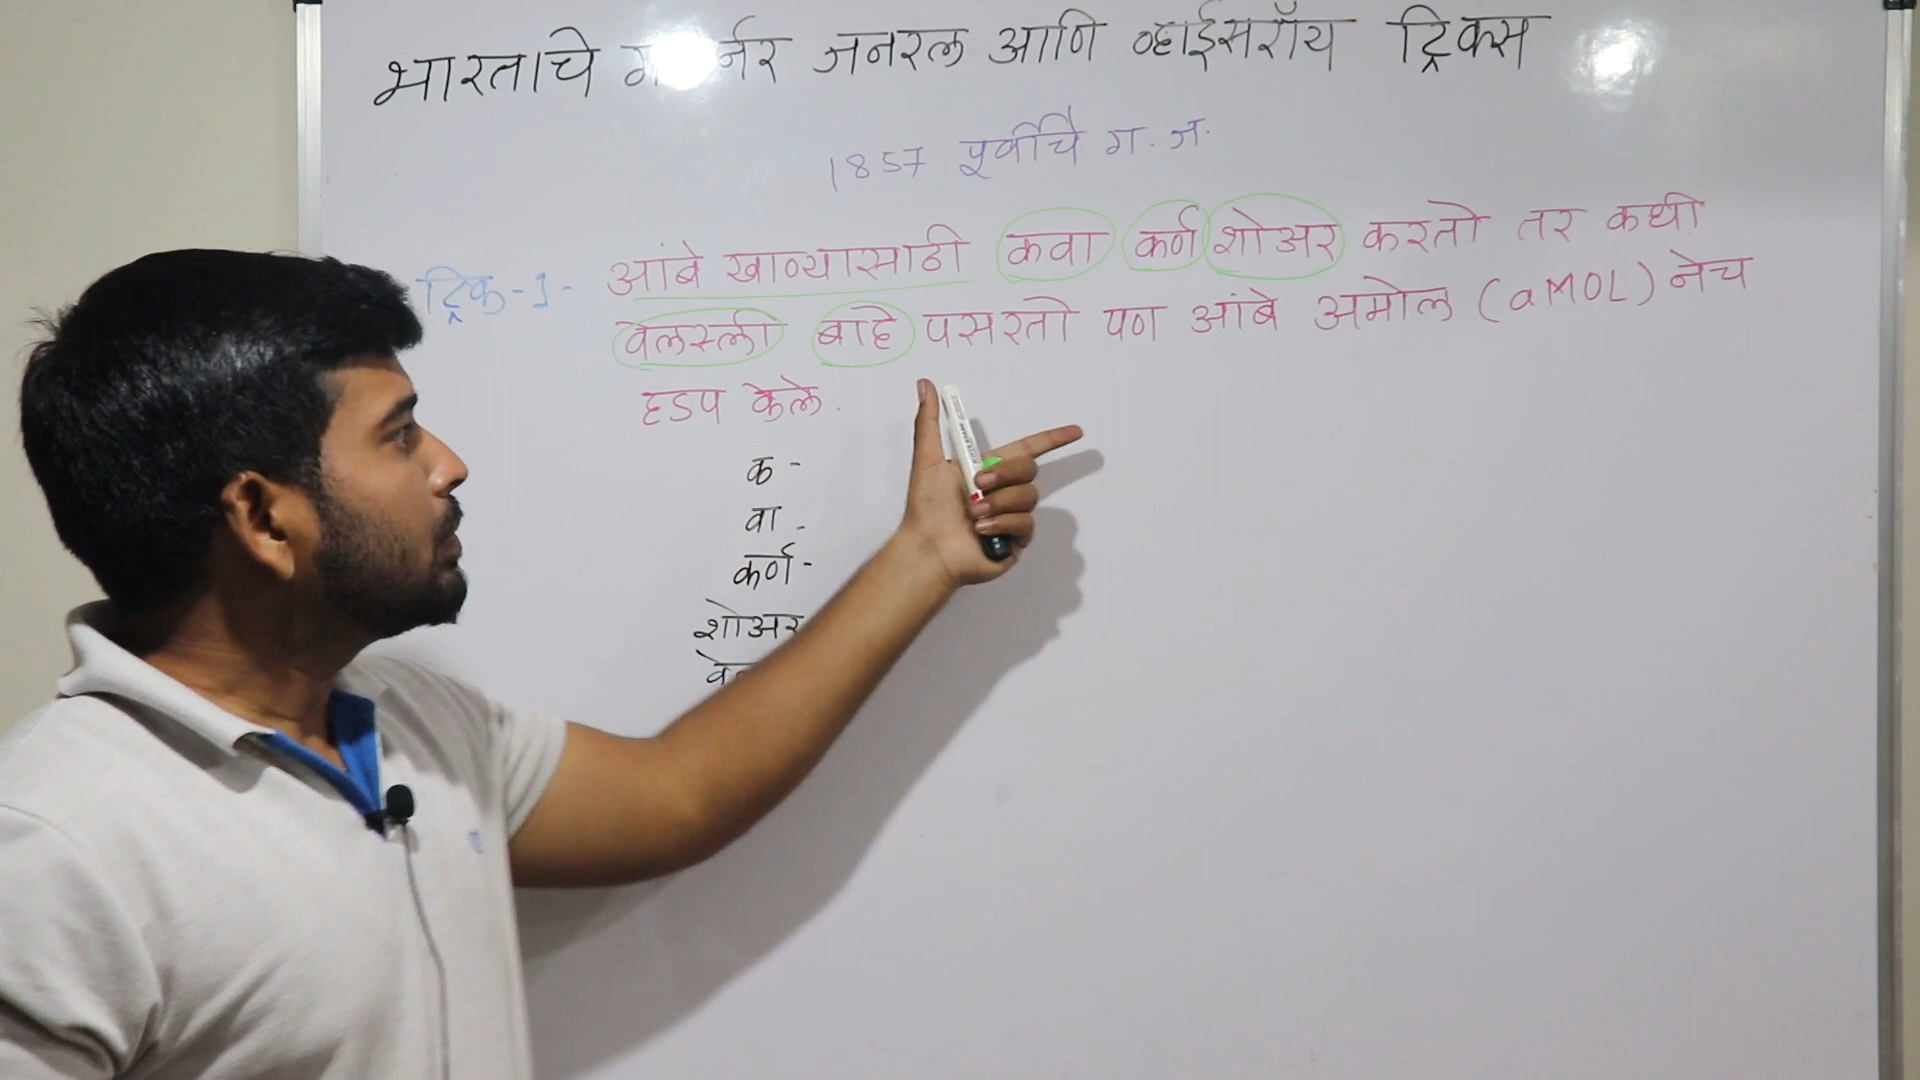 भारताचे जनरल आणि व्हाईसरॉय ट्रिक्स
1857 पूर्वीचे ग. ज.
ट्रिक-1- आंबे खाण्यासाठी कवा कर्ण शोअर करतो तर कधी
वेलस्ली बाहे पसरतो पण आंबे अमोल (aMOL) नेच
हडप केले.
क -
वा -
कर्ण -
शोअर